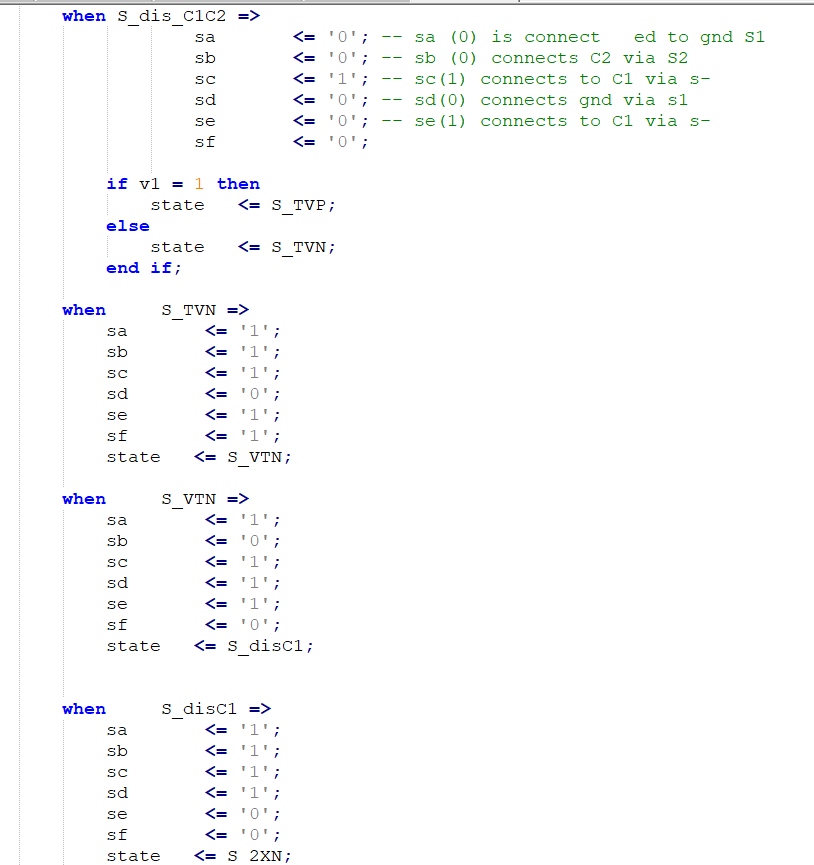 when S_dis_C1C2 =>
sa <= '0'; -- sa (0) is connect ed to gnd S1
sb <= '0'; -- sb (0) connects C2 via S2
sc <= '1'; -- sc(1) connects to C1 via s-
sd <= '0'; -- sd(0) connects gnd via s1
se <= '0'; -- se(1) connects to C1 via s-
sf <= '0';
if v1 = 1 then
state <= S_TVP;
else
state <= S_TVN;
end if;
when S_TVN =>
sa <= '1';
sb <= '1';
sc <= '1';
sd <= '0';
se <= '1';
sf <= '1';
state <= S_VTN;
when S_VTN =>
sa <= '1';
sb <= '0';
sc <= '1';
sd <= '1';
se <= '1';
sf <= '0';
state <= S_disC1;
when S_disC1 =>
sa <= '1';
sb <= '1';
sc <= '1';
sd <= '1';
se <= '0';
sf <= '0';
state <= S_2XN;